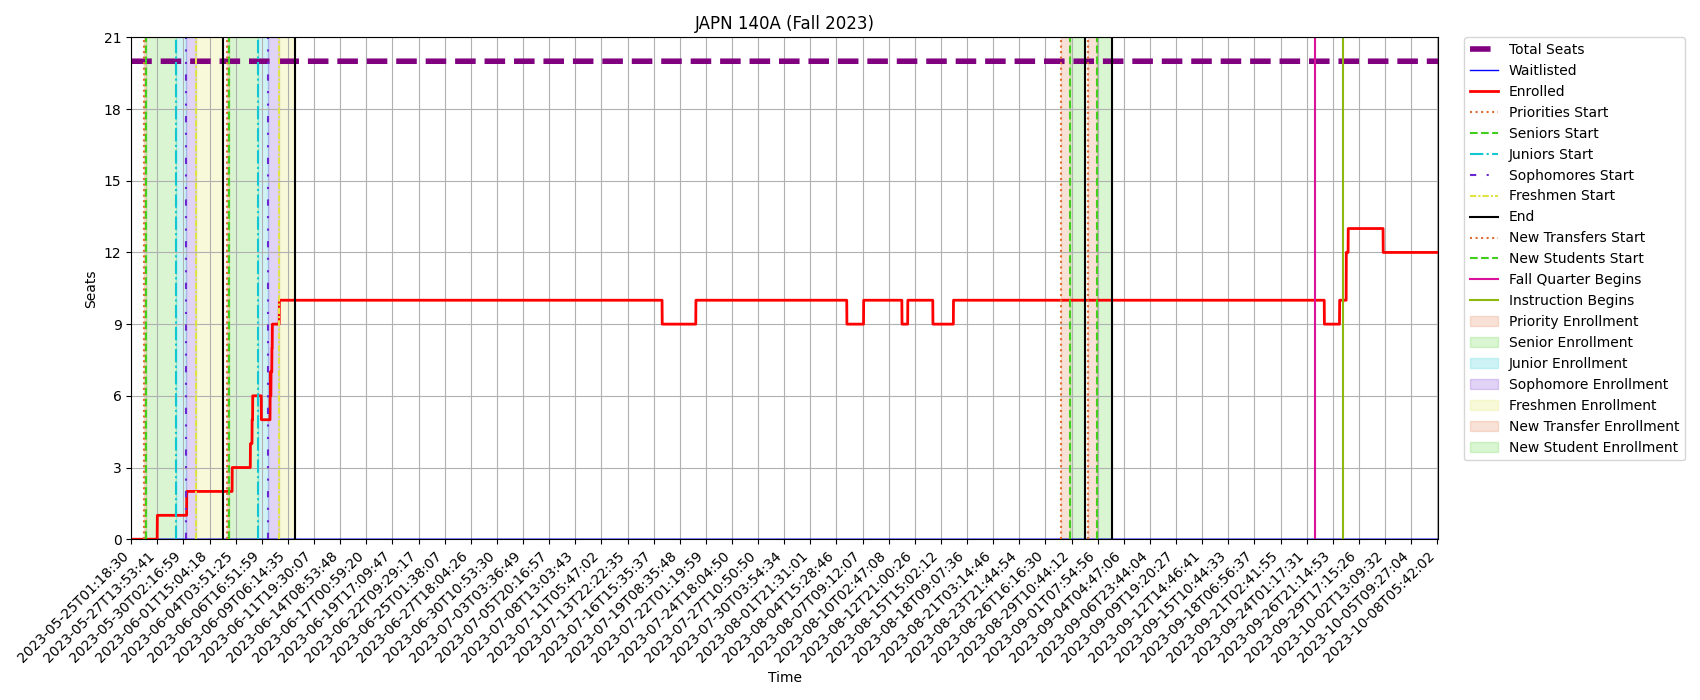 JAPN 140A (Fall 2023)
Seats
21
18
15
12
9
6
3
0
2023-05-25T01:18:30
2023-05-27T13:53:41
2023-05-30T02:16:59
2023-06-01T15:04:18
2023-06-04T03:51:25
2023-06-06T16:51:59
2023-06-09T06:14:35
2023-06-11T19:30:07
2023-06-14T08:53:48
2023-06-17T00:59:20
2023-06-19T17:09:47
2023-06-22T09:29:17
2023-06-25T01:38:07
2023-06-27T18:04:26
2023-06-30T10:53:30
2023-07-03T03:36:49
2023-07-05T20:16:57
2023-07-08T13:03:43
2023-07-11T05:47:02
2023-07-13T22:22:35
2023-07-16T15:35:37
2023-07-19T08:35:48
2023-07-22T01:19:59
2023-07-24T18:04:50
2023-07-27T10:50:50
2023-07-30T03:54:34
2023-08-01T21:31:01
2023-08-04T15:28:46
2023-08-07T09:12:07
2023-08-10T02:47:08
2023-08-12T21:00:26
2023-08-15T15:02:12
2023-08-18T09:07:36
2023-08-21T03:14:46
2023-08-23T21:44:54
2023-08-26T16:16:30
2023-08-29T10:44:12
2023-09-01T07:54:56
2023-09-04T04:47:06
2023-09-06T23:44:04
2023-09-09T19:20:27
2023-09-12T14:46:41
2023-09-15T10:44:33
2023-09-18T06:56:37
2023-09-21T02:41:55
2023-09-24T01:17:31
2023-09-26T21:14:53
2023-09-29T17:15:26
2023-10-02T13:09:32
2023-10-05T09:27:04
2023-10-08T05:42:02
Time
Total Seats
Waitlisted
Enrolled
Priorities Start
Seniors Start
Juniors Start
Sophomores Start
Freshmen Start
End
New Transfers Start
New Students Start
Fall Quarter Begins
Instruction Begins
Priority Enrollment
Senior Enrollment
Junior Enrollment
Sophomore Enrollment
Freshmen Enrollment
New Transfer Enrollment
New Student Enrollment